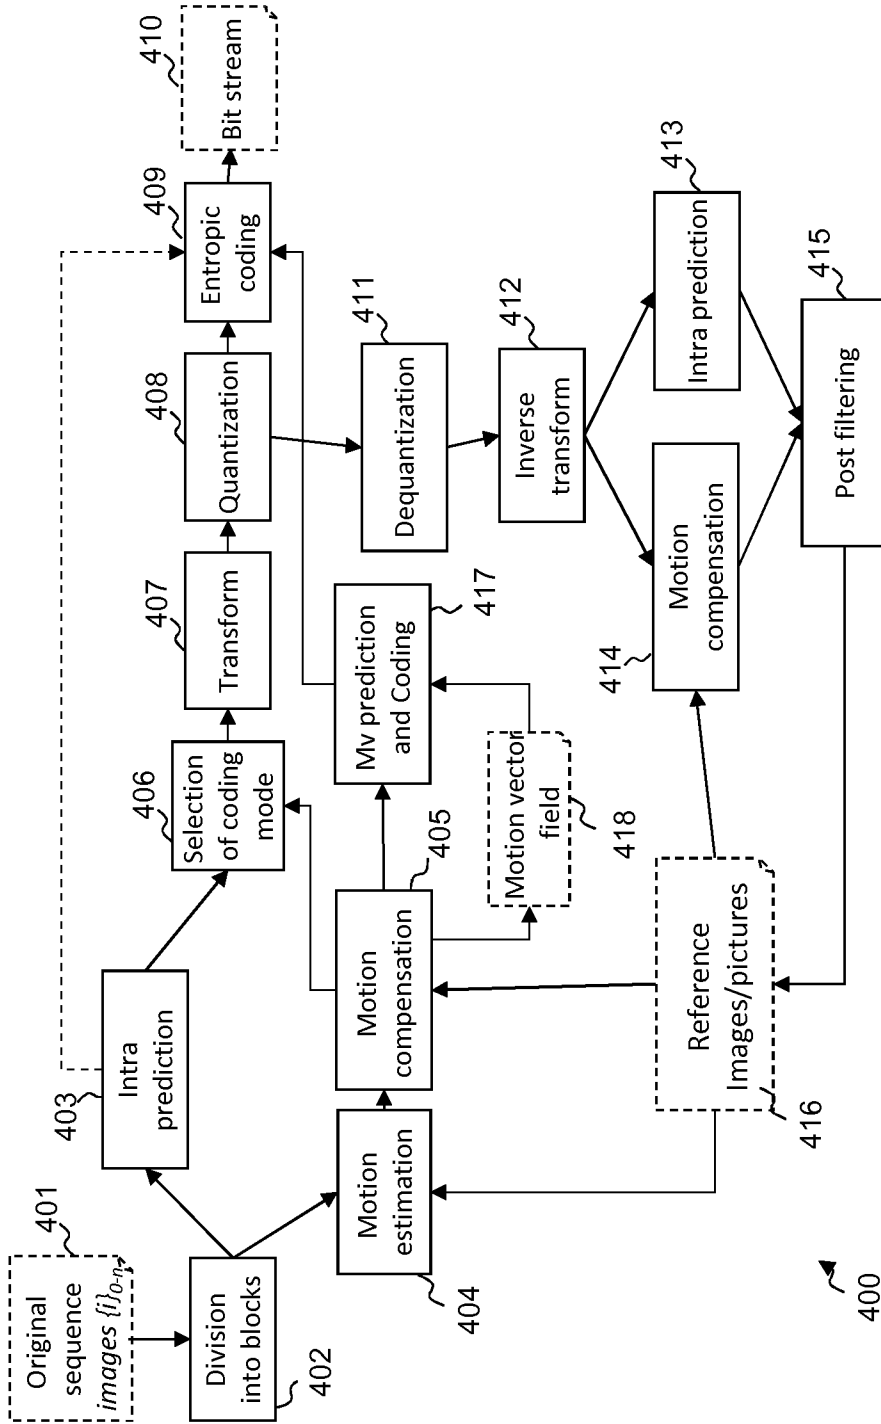 401
Original
sequence
images {i}0-n
Division
into blocks
402
403
Intra
prediction
Motion
estimation
404
Motion
compensation
405
406
Selection
of coding
mode
407
Transform
408
Quantization
409
Entropic
coding
410
Bit stream
Mv prediction
and Coding
417
Motion vector
field
418
411
Dequantization
412
Inverse
transform
413
Intra prediction
414
Motion
compensation
415
Post filtering
Reference
Images/pictures
416
400